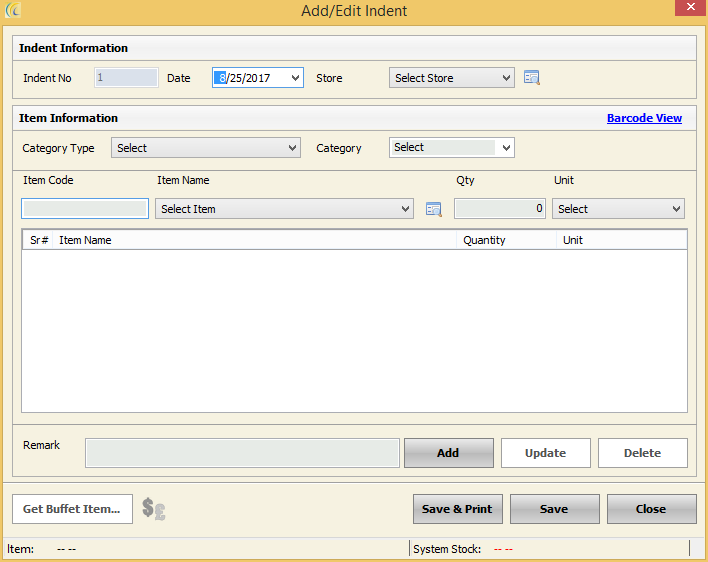 Add/Edit Indent
Indent Information
Indent No 1 Date 8/25/2017 Store Select Store
Item Information Barcode View
Category Type Select Category Select
Item Code Item Name Qty Unit
Select Item 0 Select
Sr# Item Name Quantity Unit
Remark Add Update Delete
Get Buffet Item... $£ Save & Print Save Close
Item: -- -- System Stock: -- --